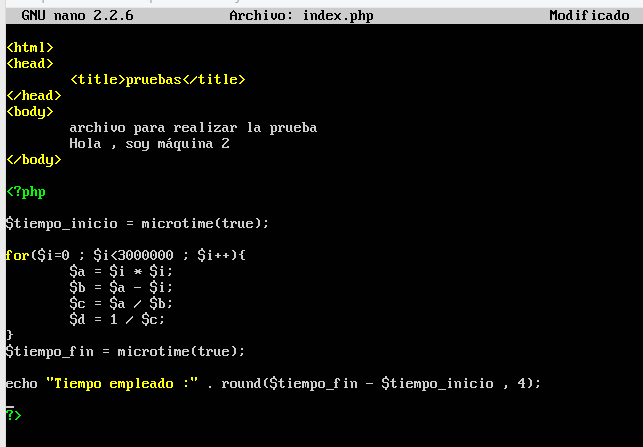 GNU nano 2.2.6 Archivo: index.php Modificado
<html>
<head>
<title>pruebas</title>
</head>
<body>
archivo para realizar la prueba
Hola , soy máquina 2
</body>
<?php
$tiempo_inicio = microtime(true);
for($i=0 ; $i<3000000 ; $i++){
$a = $i * $i;
$b = $a - $i;
$c = $a / $b;
$d = 1 / $c;
}
$tiempo_fin = microtime(true);
echo "Tiempo empleado :" . round($tiempo_fin - $tiempo_inicio , 4);
?>